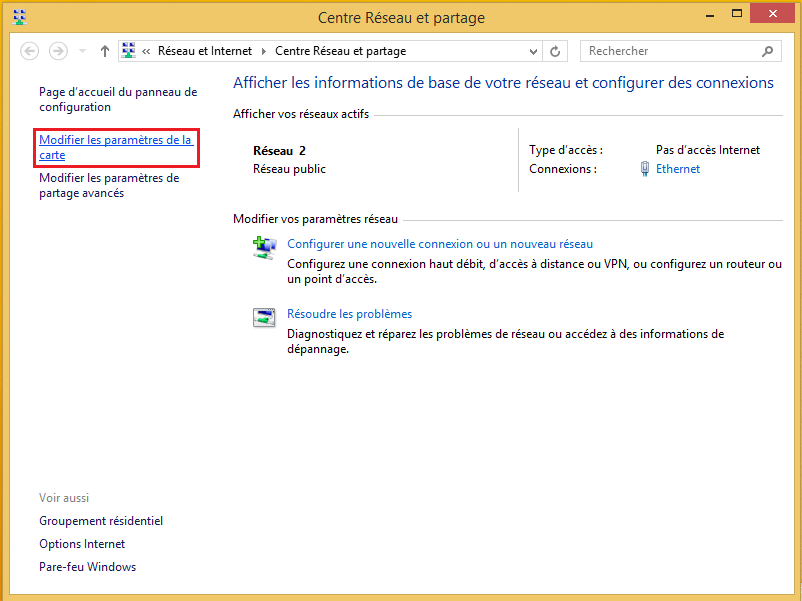 Centre Réseau et partage
« Réseau et Internet Centre Réseau et partage
Rechercher
Page d'accueil du panneau de
configuration
Modifier les paramètres de la
carte
Modifier les paramètres de
partage avancés
Afficher les informations de base de votre réseau et configurer des connexions
Afficher vos réseaux actifs
Réseau 2
Réseau public
Type d'accès : Pas d'accès Internet
Connexions : Ethernet
Modifier vos paramètres réseau
Configurer une nouvelle connexion ou un nouveau réseau
Configurez une connexion haut débit, d'accès à distance ou VPN, ou configurez un routeur ou
un point d'accès.
Résoudre les problèmes
Diagnostiquez et réparez les problèmes de réseau ou accédez à des informations de
dépannage.
Voir aussi
Groupement résidentiel
Options Internet
Pare-feu Windows